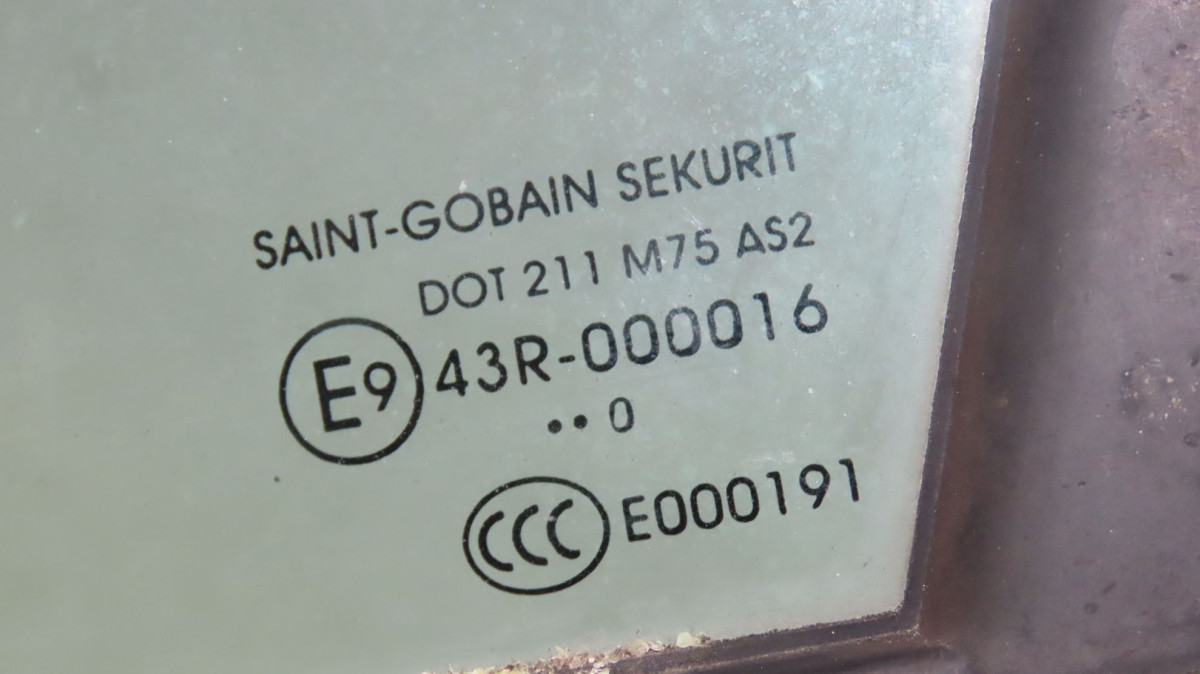 SAINT-GOBAIN SEKURIT
DOT 211 M75 AS2
E9 43R-000016
•• 0
CCC E000191